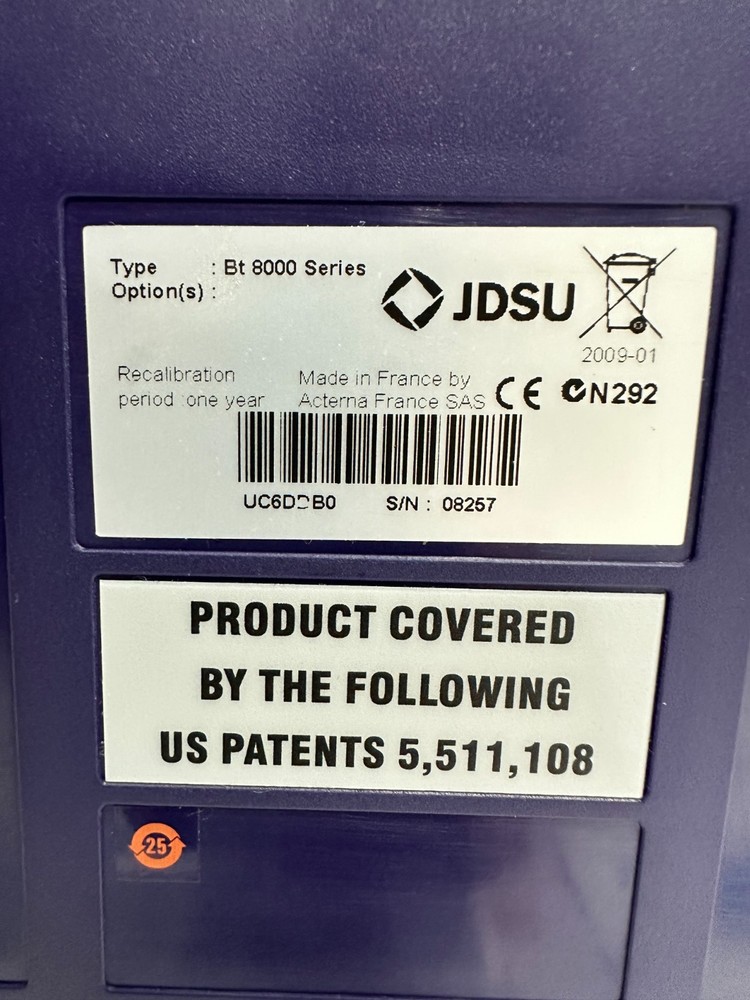 Type : Bt 8000 Series
Option(s) :
JDSU
2009-01
Recalibration
period :one year
Made in France by
Acterna France SAS
CE
N292
S/N : 08257
PRODUCT COVERED
BY THE FOLLOWING
US PATENTS 5,511,108
25